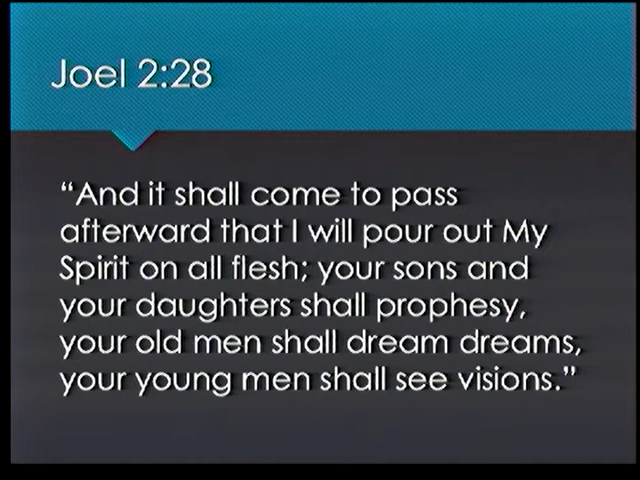 Joel 2:28
“And it shall come to pass
afterward that I will pour out My
Spirit on all flesh; your sons and
your daughters shall prophesy,
your old men shall dream dreams,
your young men shall see visions.”